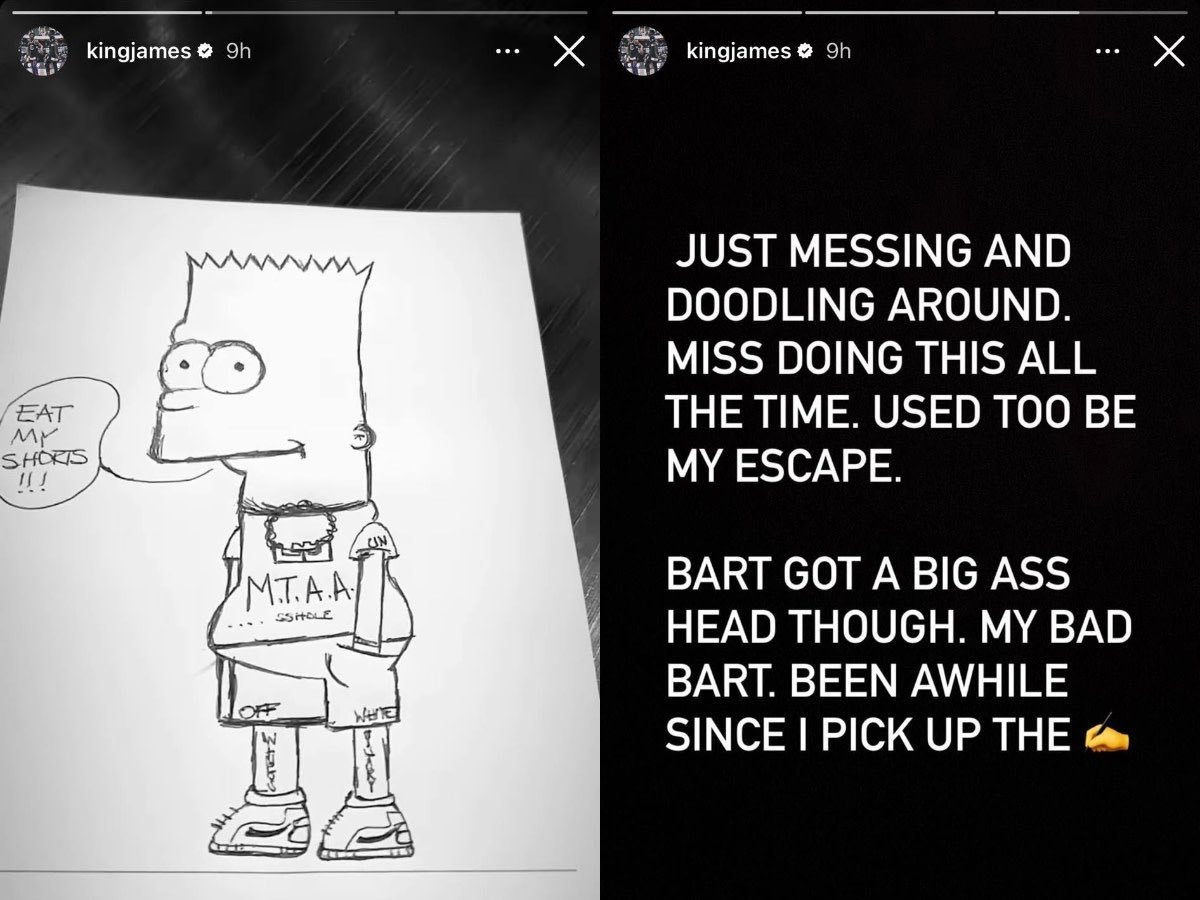 kingjames 9h
EAT
MY
SHORTS
!!!
UN
M.T.A.A.
.... SSHOLE
OFF
WHITE
kingjames 9h
JUST MESSING AND
DOODLING AROUND.
MISS DOING THIS ALL
THE TIME. USED TOO BE
MY ESCAPE.
BART GOT A BIG ASS
HEAD THOUGH. MY BAD
BART. BEEN AWHILE
SINCE I PICK UP THE ✍️